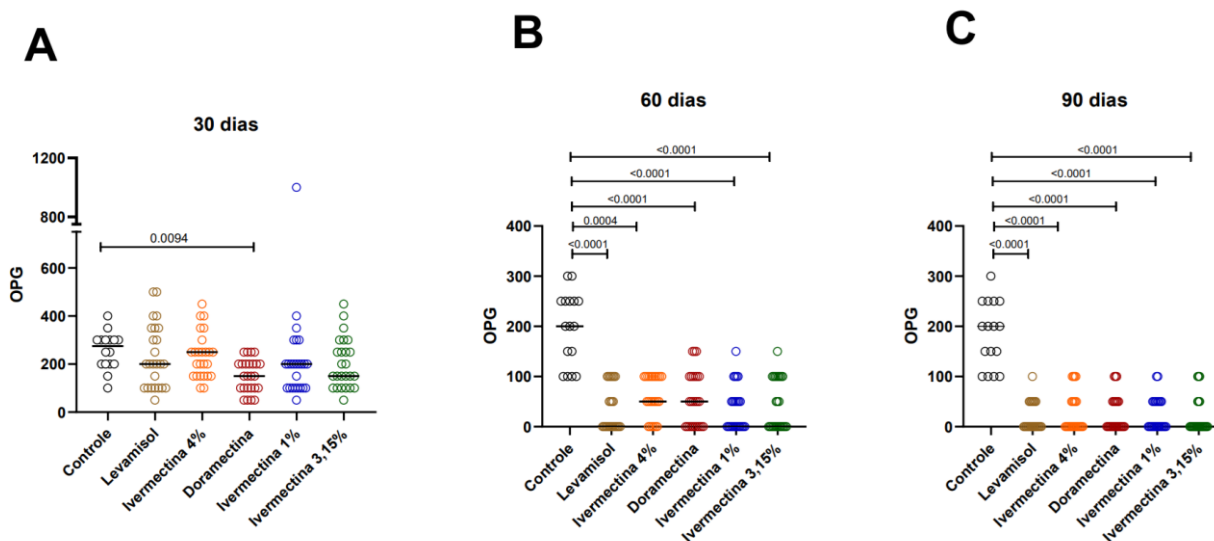 A
30 dias
1200
800
600
400
200
0
OPG
0.0094
Controle
Levamisol
Ivermectina 4%
Doramectina
Ivermectina 1%
Ivermectina 3,15%
B
60 dias
<0.0001
<0.0001
<0.0001
0.0004
<0.0001
400
300
200
100
0
OPG
Controle
Levamisol
Ivermectina 4%
Doramectina
Ivermectina 1%
Ivermectina 3,15%
C
90 dias
<0.0001
<0.0001
<0.0001
<0.0001
<0.0001
400
300
200
100
0
OPG
Controle
Levamisol
Ivermectina 4%
Doramectina
Ivermectina 1%
Ivermectina 3,15%